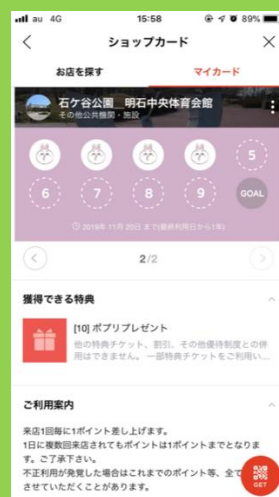 au 4G 15:58 89%
ショップカード
お店を探す マイカード
石ケ谷公園 明石中央体育会館
その他公共機関・施設
5
6 7 8 9 GOAL
2019年 11月 20日 まで(最終利用日から1年)
2/2
獲得できる特典
[10] ポプリプレゼント
他の特典チケット、割引、その他優待制度との併
用はできません。 一部特典チケットをご利用い...
ご利用案内
来店1回毎に1ポイント差し上げます。
1日に複数回来店されてもポイントは1ポイントまでとなりま
す。ご了承下さい。
不正利用が発覚した場合はこれまでのポイント等、全て
させていただくことがあります。
GET